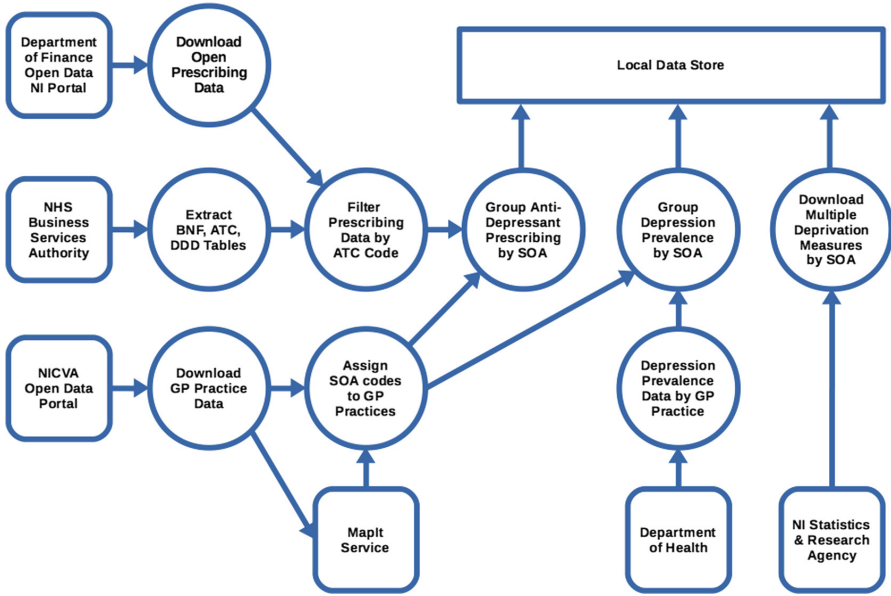 Department
of Finance
Open Data
NI Portal
Download
Open
Prescribing
Data
Local Data Store
NHS
Business
Services
Authority
Extract
BNF, ATC,
DDD Tables
Filter
Prescribing
Data by
ATC Code
Group Anti-
Depressant
Prescribing
by SOA
Group
Depression
Prevalence
by SOA
Download
Multiple
Deprivation
Measures
by SOA
NICVA
Open Data
Portal
Download
GP Practice
Data
Assign
SOA codes
to GP
Practices
Depression
Prevalence
Data by GP
Practice
MapIt
Service
Department
of Health
NI Statistics
& Research
Agency